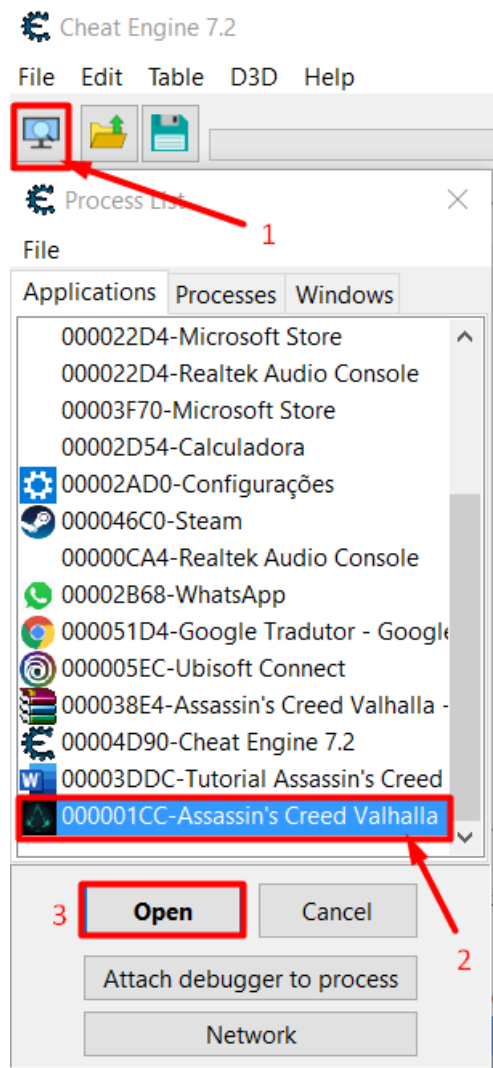 Cheat Engine 7.2
File Edit Table D3D Help
Process List
1
File
Applications Processes Windows
000022D4-Microsoft Store
000022D4-Realtek Audio Console
00003F70-Microsoft Store
00002D54-Calculadora
00002AD0-Configurações
000046C0-Steam
00000CA4-Realtek Audio Console
00002B68-WhatsApp
000051D4-Google Tradutor - Google
000005EC-Ubisoft Connect
000038E4-Assassin's Creed Valhalla -
00004D90-Cheat Engine 7.2
00003DDC-Tutorial Assassin's Creed
000001CC-Assassin's Creed Valhalla
3 Open Cancel
2
Attach debugger to process
Network